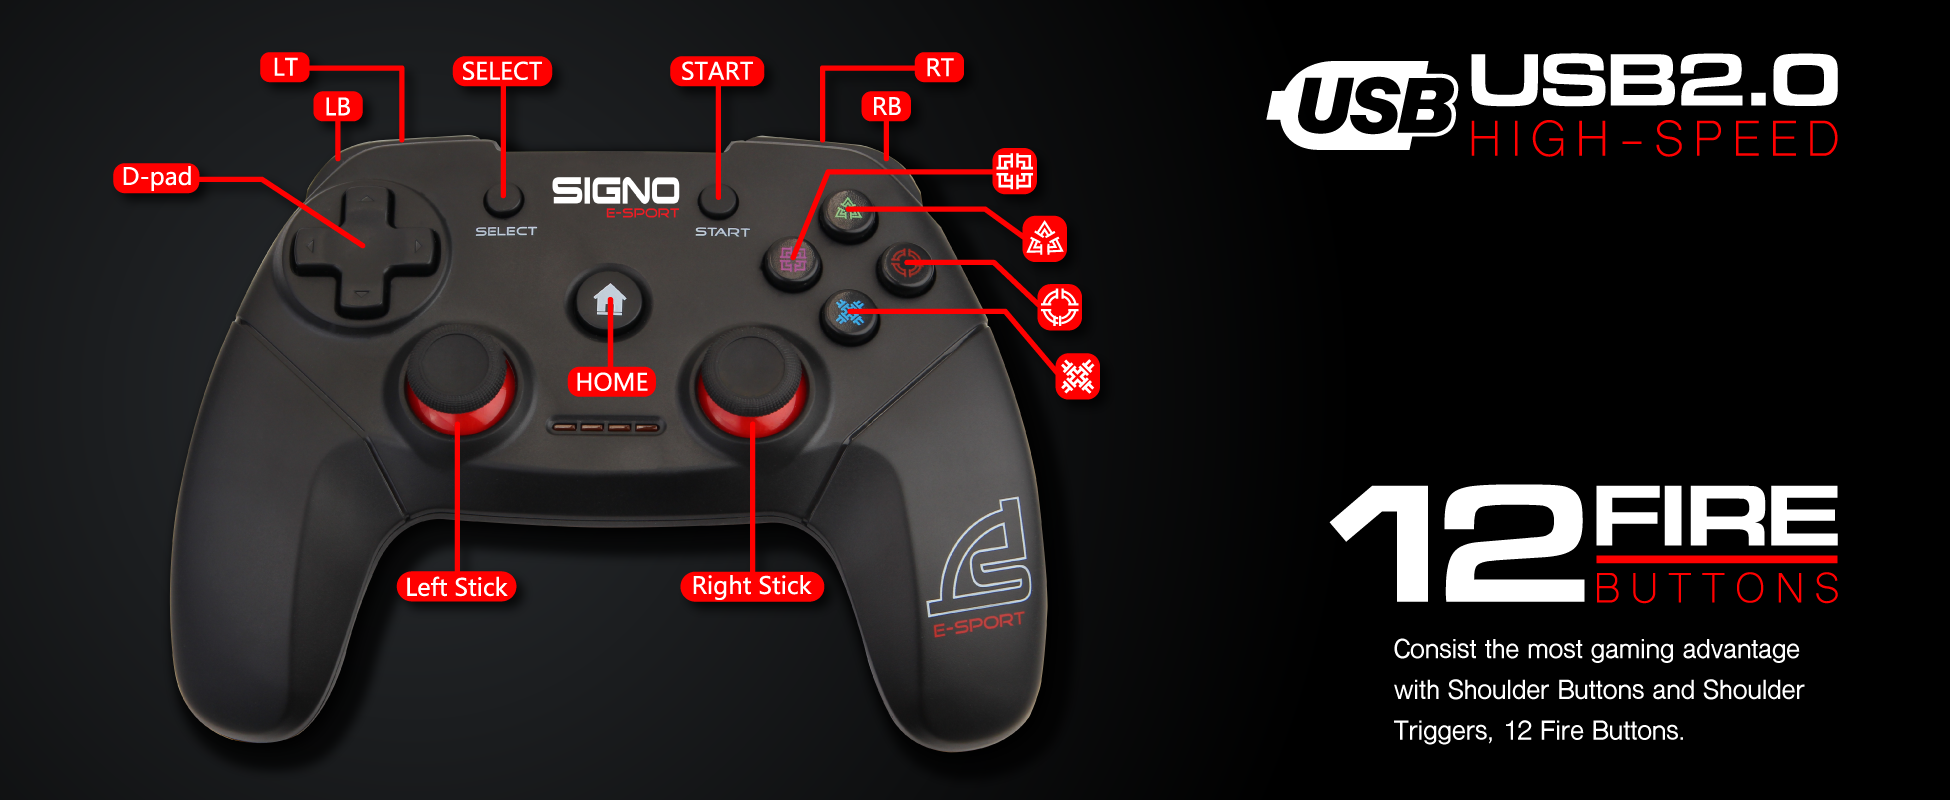 LT
SELECT
START
RT
LB
RB
D-pad
SIGNO
E-SPORT
SELECT
START
HOME
Left Stick
Right Stick
E-SPORT
USB
USB2.0
HIGH-SPEED
12 FIRE
BUTTONS
Consist the most gaming advantage
with Shoulder Buttons and Shoulder
Triggers, 12 Fire Buttons.